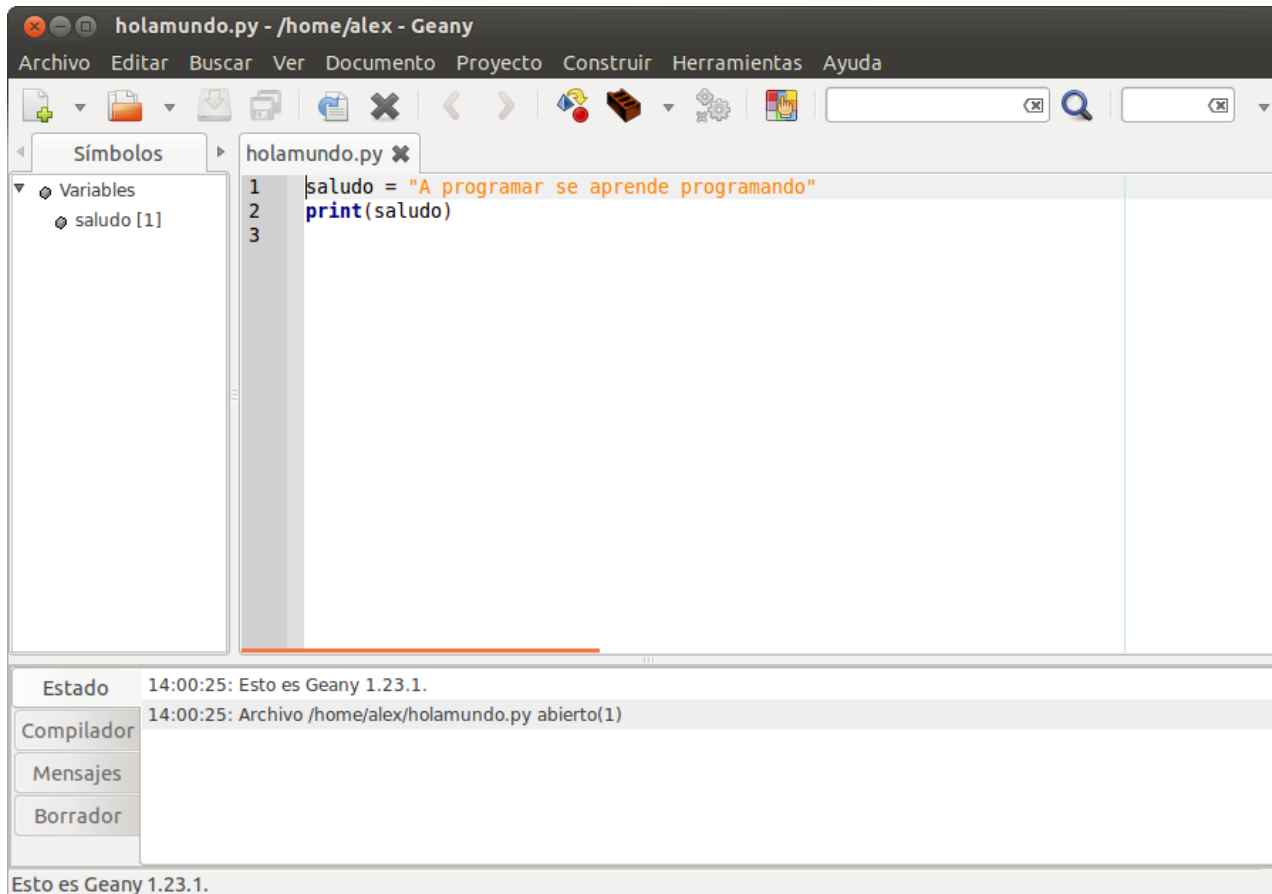 holamundo.py - /home/alex - Geany
Archivo Editar Buscar Ver Documento Proyecto Construir Herramientas Ayuda
Símbolos
holamundo.py
Variables
saludo [1]
1 saludo = "A programar se aprende programando"
2 print(saludo)
3
Estado
Compilador
Mensajes
Borrador
14:00:25: Esto es Geany 1.23.1.
14:00:25: Archivo /home/alex/holamundo.py abierto(1)
Esto es Geany 1.23.1.